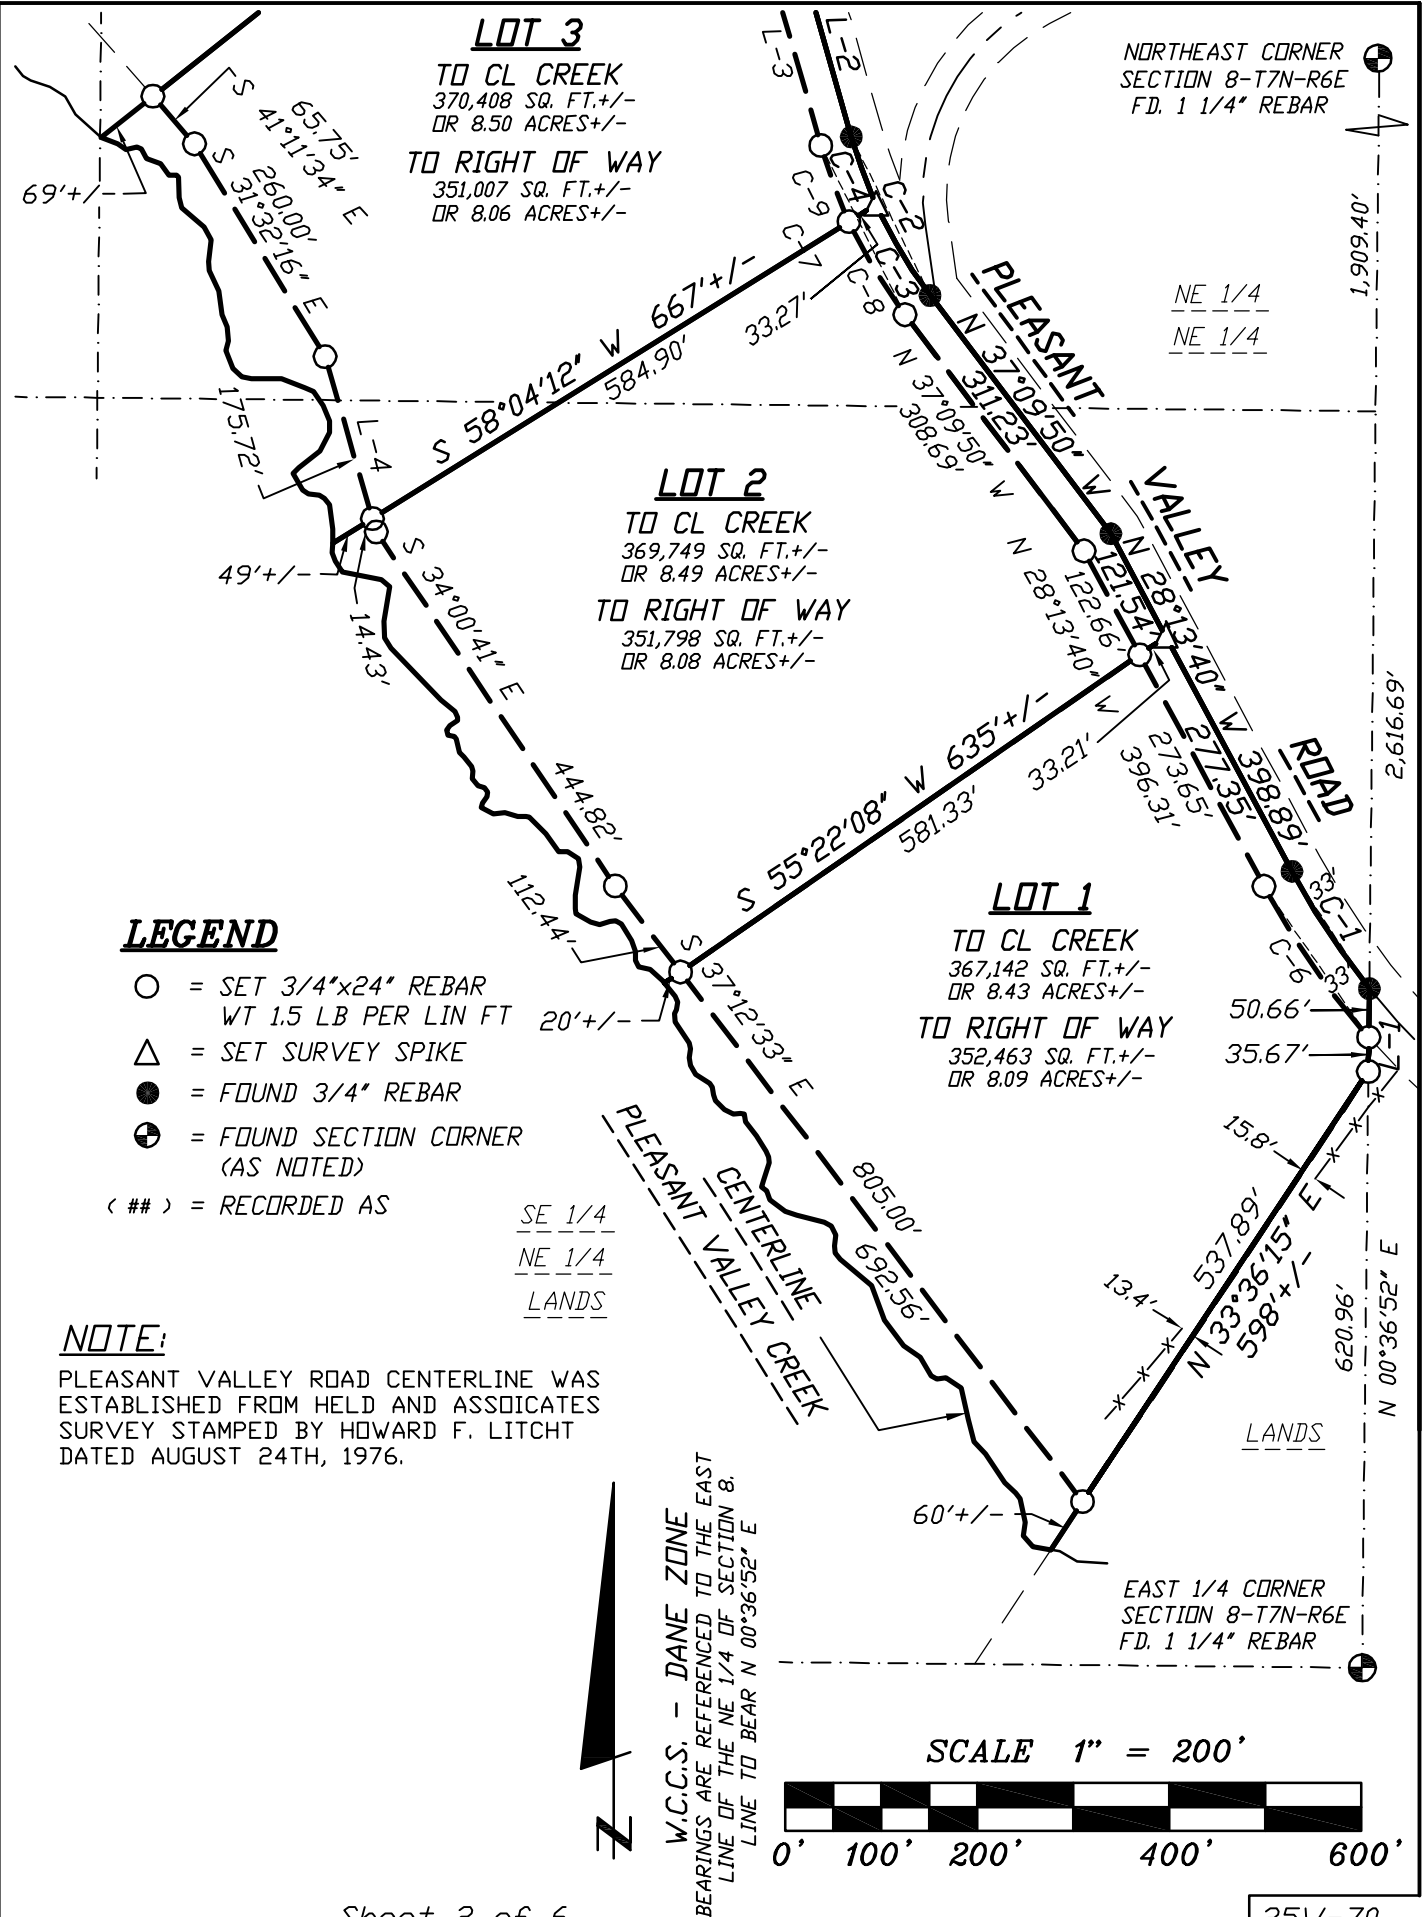 LOT 3
TO CL CREEK
370,408 SQ. FT.+/-
OR 8.50 ACRES+/-
TO RIGHT OF WAY
351,007 SQ. FT.+/-
OR 8.06 ACRES+/-
NORTHEAST CORNER
SECTION 8-T7N-R6E
FD. 1 1/4" REBAR
L-3
L-2
S 41°11'34" E
65.75'
S 31°32'16" E
260.00'
69'+/-
C-4
C-2
C-9
C-7
C-3
C-8
1,909.40'
NE 1/4
NE 1/4
PLEASANT
VALLEY
ROAD
S 58°04'12" W 667'+/-
584.90'
33.27'
N 37°09'50" W
311.23'
N 37°09'50" W
308.69'
175.72'
L-4
LOT 2
TO CL CREEK
369,749 SQ. FT.+/-
OR 8.49 ACRES+/-
TO RIGHT OF WAY
351,798 SQ. FT.+/-
OR 8.08 ACRES+/-
49'+/-
14.43'
S 34°00'41" E
444.82'
N 28°13'40" W 398.89'
121.54'
277.35'
N 28°13'40" W
122.66'
273.65'
396.31'
2,616.69'
S 55°22'08" W 635'+/-
581.33'
33.21'
112.44'
20'+/-
S 37°12'33" E
805.00'
692.56'
LOT 1
TO CL CREEK
367,142 SQ. FT.+/-
OR 8.43 ACRES+/-
TO RIGHT OF WAY
352,463 SQ. FT.+/-
OR 8.09 ACRES+/-
33'
C-1
33'
C-6
50.66'
35.67'
L-1
15.8'
13.4'
537.89'
N 33°36'15" E
598'+/-
60'+/-
620.96'
N 00°36'52" E
LEGEND
= SET 3/4"x24" REBAR
WT 1.5 LB PER LIN FT
= SET SURVEY SPIKE
= FOUND 3/4" REBAR
= FOUND SECTION CORNER
(AS NOTED)
( ## ) = RECORDED AS
SE 1/4
NE 1/4
LANDS
CENTERLINE
PLEASANT VALLEY CREEK
LANDS
NOTE:
PLEASANT VALLEY ROAD CENTERLINE WAS
ESTABLISHED FROM HELD AND ASSOICATES
SURVEY STAMPED BY HOWARD F. LITCHT
DATED AUGUST 24TH, 1976.
EAST 1/4 CORNER
SECTION 8-T7N-R6E
FD. 1 1/4" REBAR
N
W.C.C.S. - DANE ZONE
BEARINGS ARE REFERENCED TO THE EAST
LINE OF THE NE 1/4 OF SECTION 8.
LINE TO BEAR N 00°36'52" E
SCALE 1" = 200'
0' 100' 200' 400' 600'